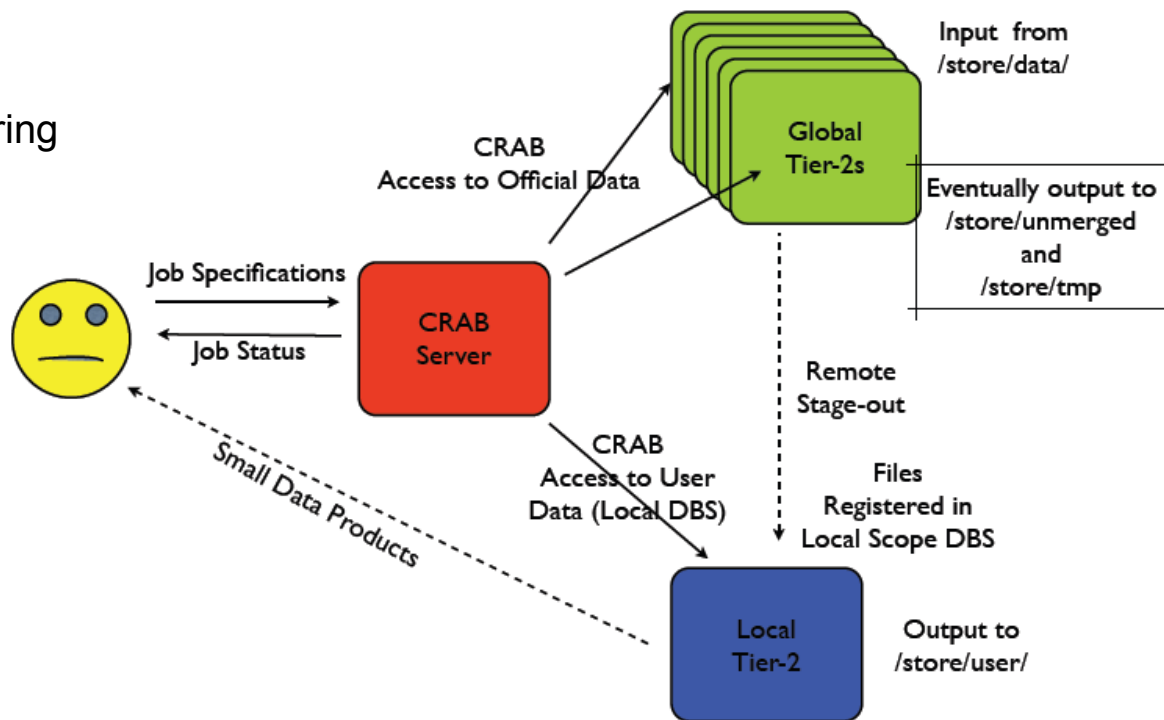 Input from
/store/data/
ring
Global
Tier-2s
CRAB
Access to Official Data
Eventually output to
/store/unmerged
and
/store/tmp
Job Specifications
CRAB
Server
Job Status
Remote
Stage-out
CRAB
Access to User
Data (Local DBS)
Small Data Products
Files
Registered in
Local Scope DBS
Local
Tier-2
Output to
/store/user/